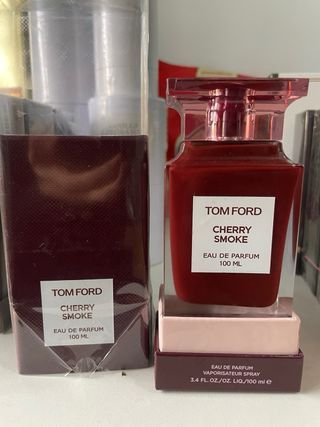 TOM FORD
CHERRY
SMOKE
EAU DE PARFUM
100 ML
TOM FORD
CHERRY
SMOKE
EAU DE PARFUM
100 ML
EAU DE PARFUM
VAPORISATEUR SPRAY
3.4 FL. OZ./OZ. LIQ./100 ml ℮